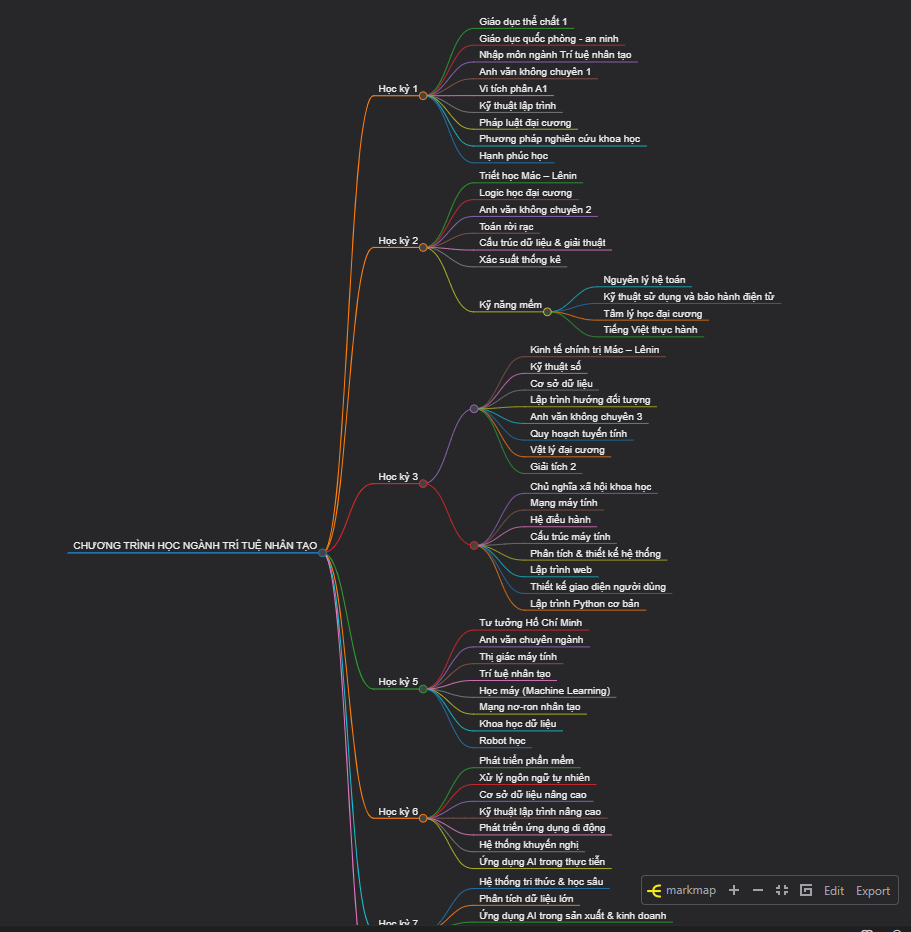 CHƯƠNG TRÌNH HỌC NGÀNH TRÍ TUỆ NHÂN TẠO
Học kỳ 1
Giáo dục thể chất 1
Giáo dục quốc phòng - an ninh
Nhập môn ngành Trí tuệ nhân tạo
Anh văn không chuyên 1
Vi tích phân A1
Kỹ thuật lập trình
Pháp luật đại cương
Phương pháp nghiên cứu khoa học
Hạnh phúc học
Học kỳ 2
Triết học Mác – Lênin
Logic học đại cương
Anh văn không chuyên 2
Toán rời rạc
Cấu trúc dữ liệu & giải thuật
Xác suất thống kê
Kỹ năng mềm
Nguyên lý hệ toán
Kỹ thuật sử dụng và bảo hành điện tử
Tâm lý học đại cương
Tiếng Việt thực hành
Học kỳ 3
Kinh tế chính trị Mác – Lênin
Kỹ thuật số
Cơ sở dữ liệu
Lập trình hướng đối tượng
Anh văn không chuyên 3
Quy hoạch tuyến tính
Vật lý đại cương
Giải tích 2
Chủ nghĩa xã hội khoa học
Mạng máy tính
Hệ điều hành
Cấu trúc máy tính
Phân tích & thiết kế hệ thống
Lập trình web
Thiết kế giao diện người dùng
Lập trình Python cơ bản
Học kỳ 5
Tư tưởng Hồ Chí Minh
Anh văn chuyên ngành
Thị giác máy tính
Trí tuệ nhân tạo
Học máy (Machine Learning)
Mạng nơ-ron nhân tạo
Khoa học dữ liệu
Robot học
Học kỳ 6
Phát triển phần mềm
Xử lý ngôn ngữ tự nhiên
Cơ sở dữ liệu nâng cao
Kỹ thuật lập trình nâng cao
Phát triển ứng dụng di động
Hệ thống khuyến nghị
Ứng dụng AI trong thực tiễn
Học kỳ 7
Hệ thống tri thức & học sâu
Phân tích dữ liệu lớn
Ứng dụng AI trong sản xuất & kinh doanh
markmap Edit Export